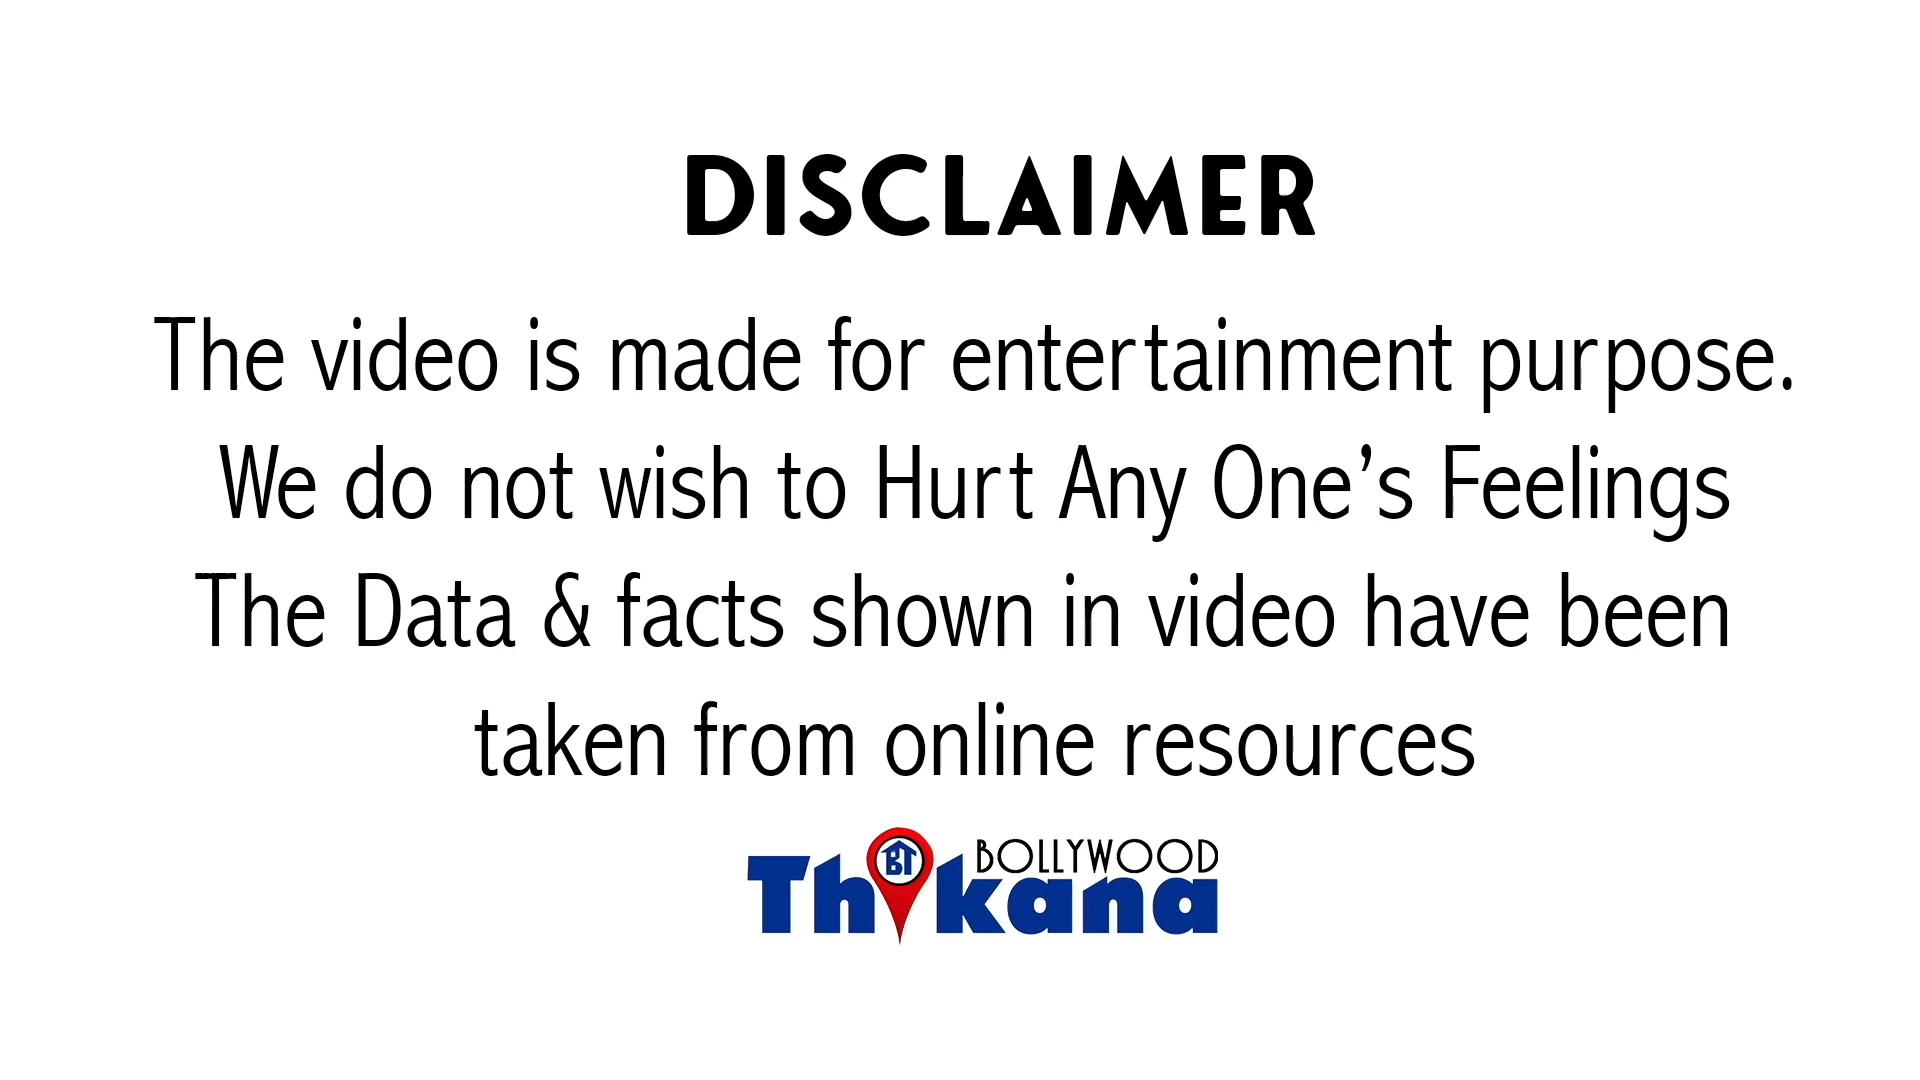 DISCLAIMER
The video is made for entertainment purpose.
We do not wish to Hurt Any One’s Feelings
The Data & facts shown in video have been
taken from online resources
BOLLYWOOD
BT
Thikana